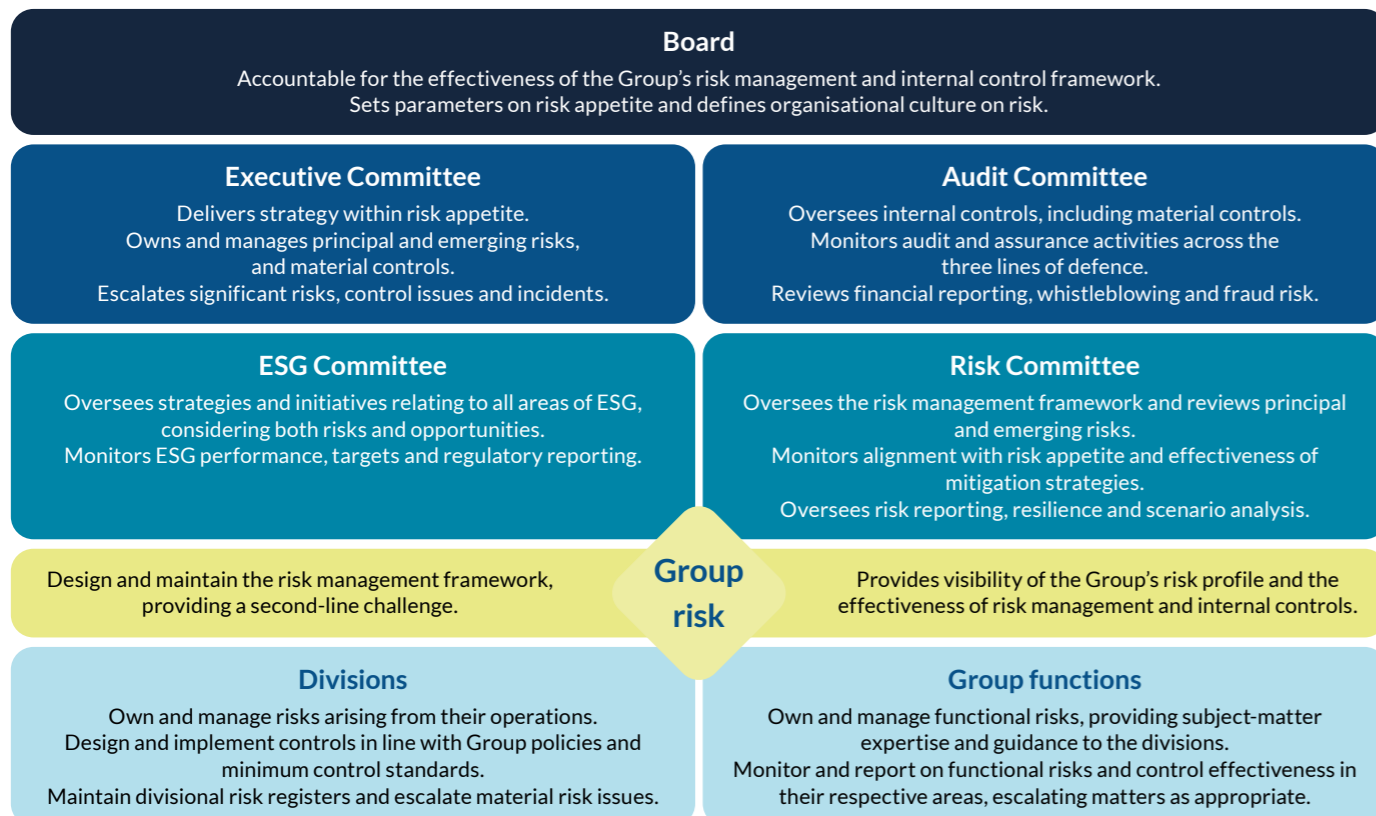 Board
Accountable for the effectiveness of the Group’s risk management and internal control framework.
Sets parameters on risk appetite and defines organisational culture on risk.
Executive Committee
Delivers strategy within risk appetite.
Owns and manages principal and emerging risks,
and material controls.
Escalates significant risks, control issues and incidents.
Audit Committee
Oversees internal controls, including material controls.
Monitors audit and assurance activities across the
three lines of defence.
Reviews financial reporting, whistleblowing and fraud risk.
ESG Committee
Oversees strategies and initiatives relating to all areas of ESG,
considering both risks and opportunities.
Monitors ESG performance, targets and regulatory reporting.
Risk Committee
Oversees the risk management framework and reviews principal
and emerging risks.
Monitors alignment with risk appetite and effectiveness of
mitigation strategies.
Oversees risk reporting, resilience and scenario analysis.
Design and maintain the risk management framework,
providing a second-line challenge.
Group
risk
Provides visibility of the Group’s risk profile and the
effectiveness of risk management and internal controls.
Divisions
Own and manage risks arising from their operations.
Design and implement controls in line with Group policies and
minimum control standards.
Maintain divisional risk registers and escalate material risk issues.
Group functions
Own and manage functional risks, providing subject-matter
expertise and guidance to the divisions.
Monitor and report on functional risks and control effectiveness in
their respective areas, escalating matters as appropriate.